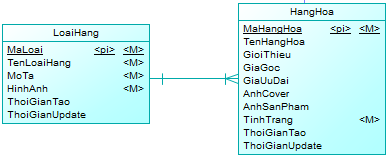 LoaiHang
MaLoai <pi> <M>
TenLoaiHang <M>
MoTa <M>
HinhAnh <M>
ThoiGianTao
ThoiGianUpdate
HangHoa
MaHangHoa <pi> <M>
TenHangHoa
GioiThieu
GiaGoc
GiaUuDai
AnhCover
AnhSanPham
TinhTrang <M>
ThoiGianTao
ThoiGianUpdate